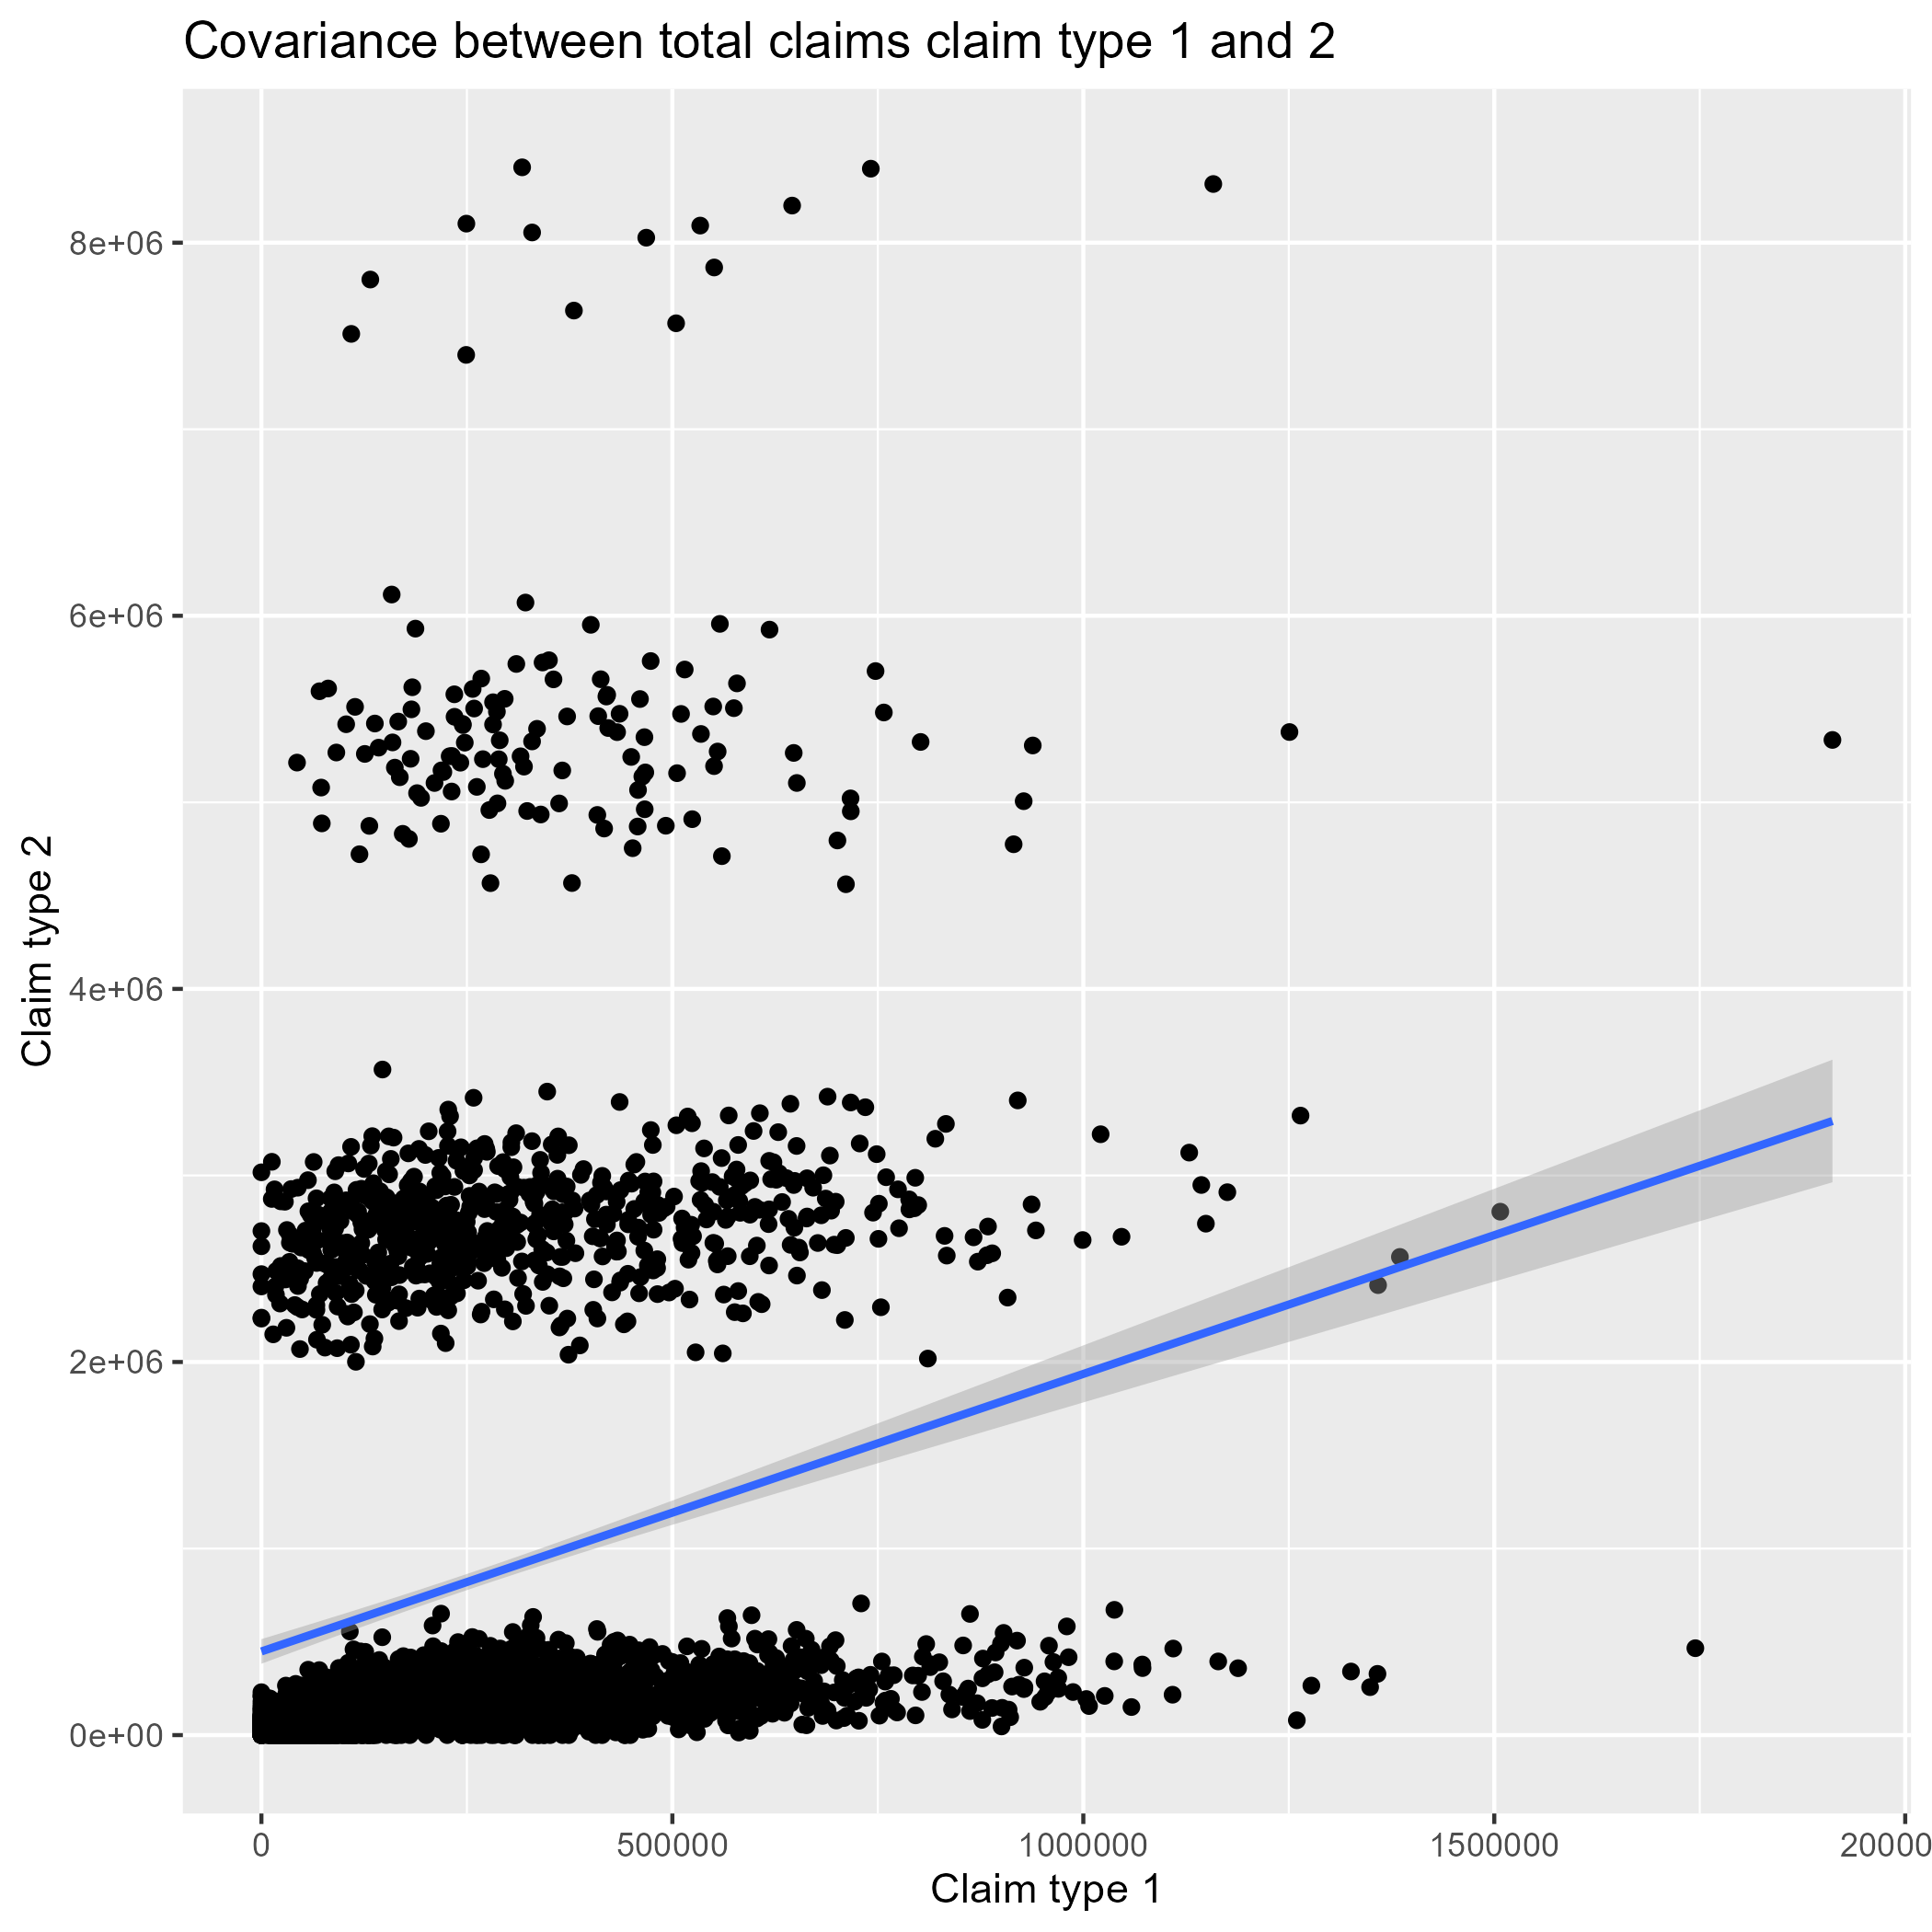 Covariance between total claims claim type 1 and 2
8e+06
6e+06
4e+06
2e+06
0e+00
Claim type 2
0
500000
1000000
1500000
20000
Claim type 1